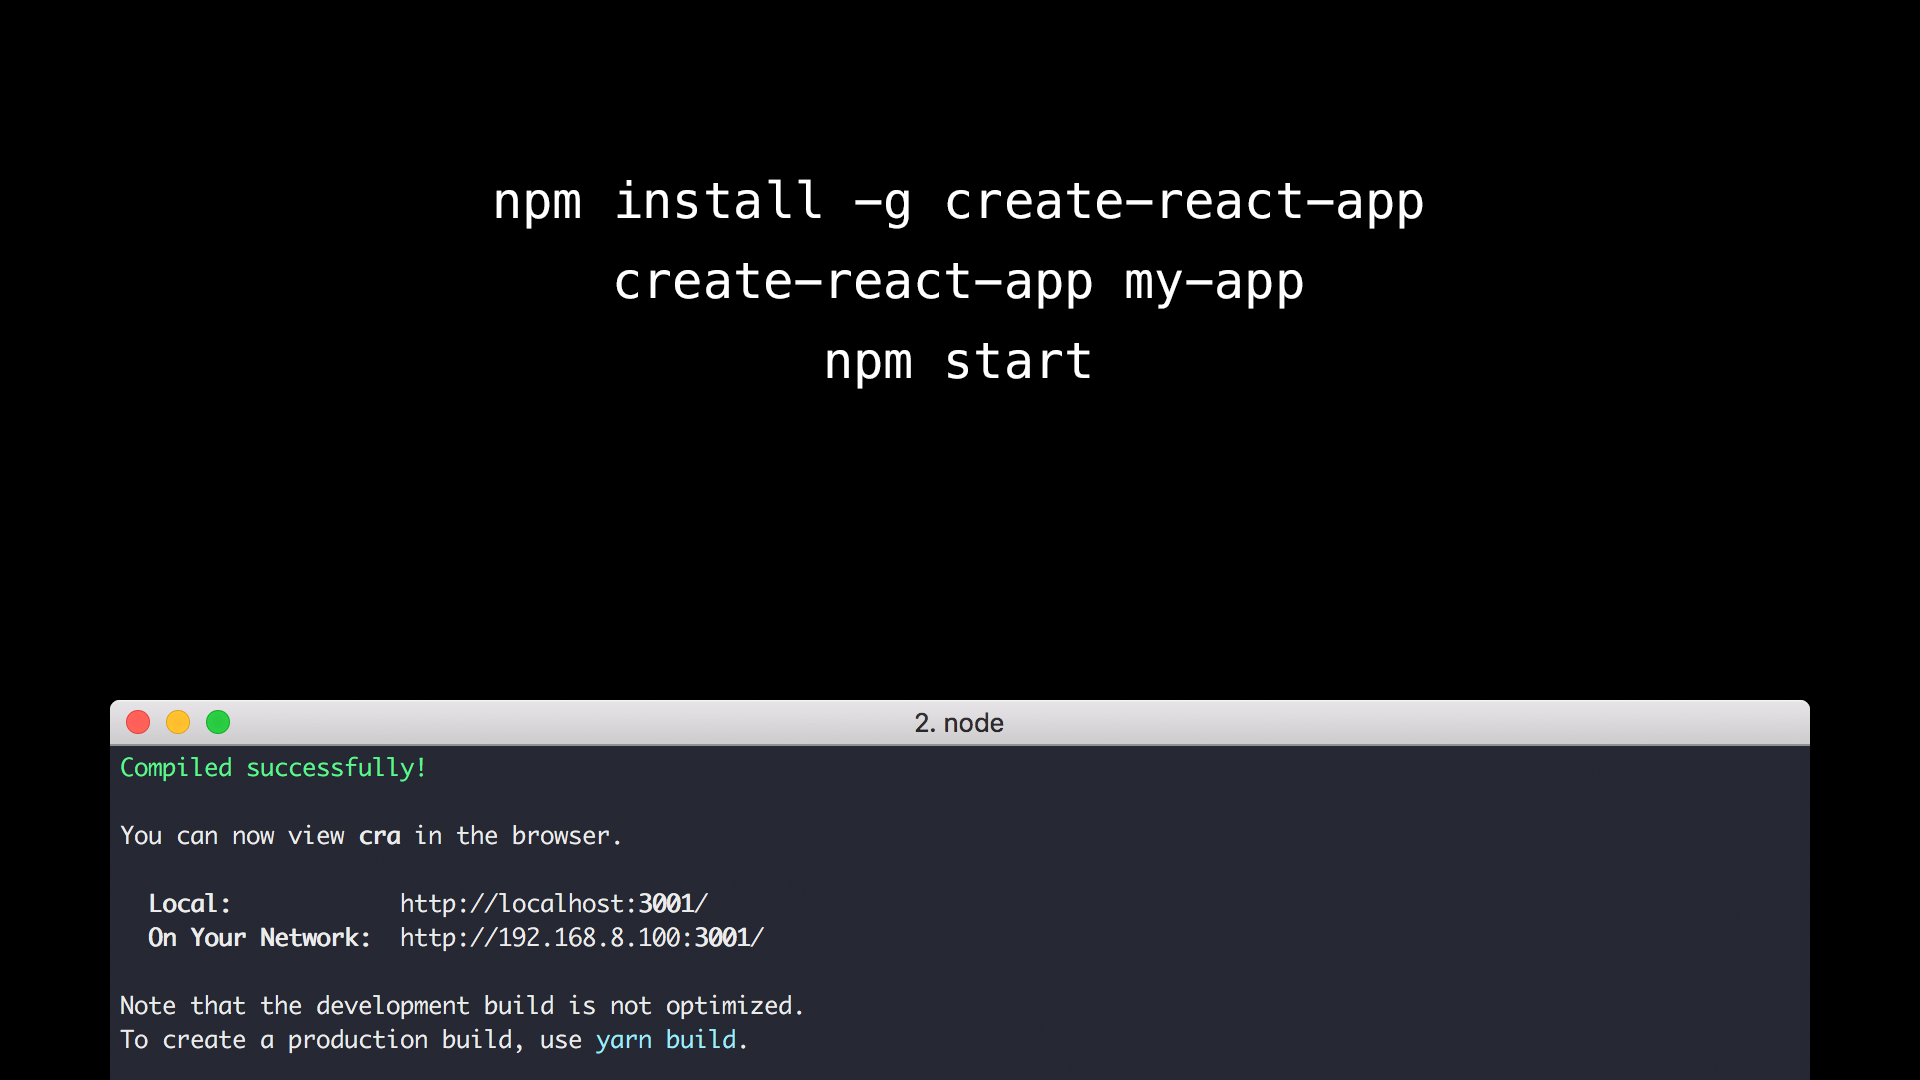 npm install -g create-react-app
create-react-app my-app
npm start
2. node
Compiled successfully!
You can now view cra in the browser.
Local: http://localhost:3001/
On Your Network: http://192.168.8.100:3001/
Note that the development build is not optimized.
To create a production build, use yarn build.